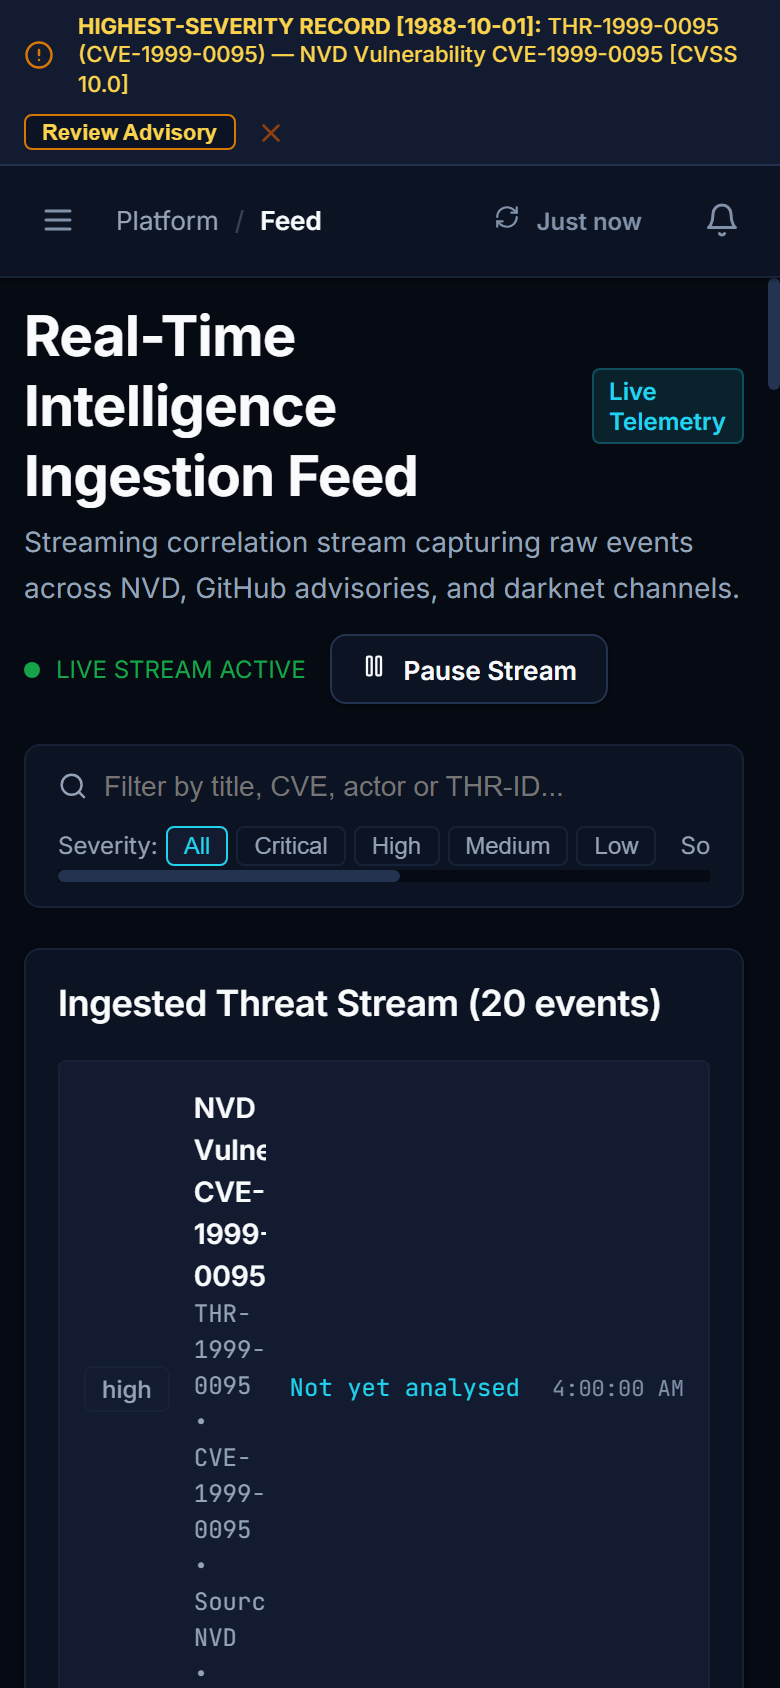 HIGHEST-SEVERITY RECORD [1988-10-01]: THR-1999-0095
(CVE-1999-0095) — NVD Vulnerability CVE-1999-0095 [CVSS
10.0]
Review Advisory
Platform / Feed
Just now
Real-Time
Intelligence
Ingestion Feed
Live
Telemetry
Streaming correlation stream capturing raw events
across NVD, GitHub advisories, and darknet channels.
LIVE STREAM ACTIVE
Pause Stream
Filter by title, CVE, actor or THR-ID...
Severity: All Critical High Medium Low So
Ingested Threat Stream (20 events)
high
NVD
Vulne
CVE-
1999-
0095
THR-
1999-
0095
•
CVE-
1999-
0095
•
Sourc
NVD
•
Not yet analysed
4:00:00 AM